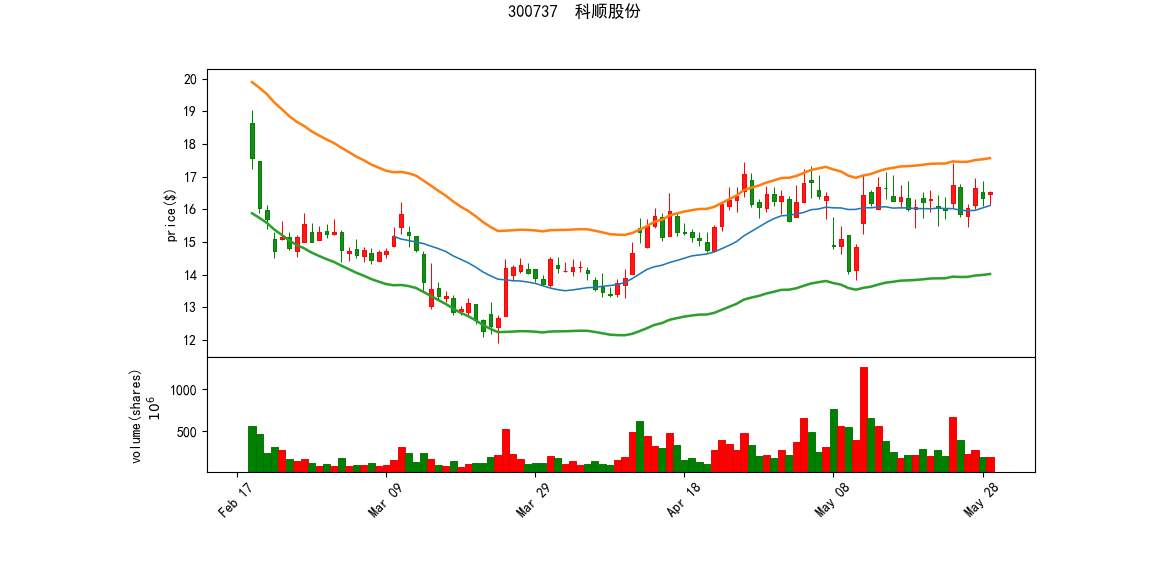 300737 科顺股份
price($)
20
19
18
17
16
15
14
13
12
volume(shares)
10^6
1000
500
Feb 17
Mar 09
Mar 29
Apr 18
May 08
May 28